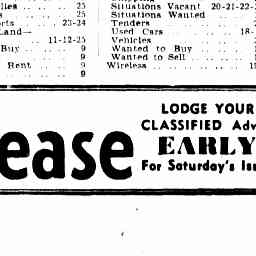 25
Situations Vacant 20-21-22-
25
Situations Wanted
23-24
Tenders
Land—
Used Cars 18-
11-12-25
Vehicles
Buy 9
Wanted to Buy
9
Wanted to Sell
Rent 9
Wireless
9
LODGE YOUR
CLASSIFIED Adv
ease
EARLY
For Saturday's Iss